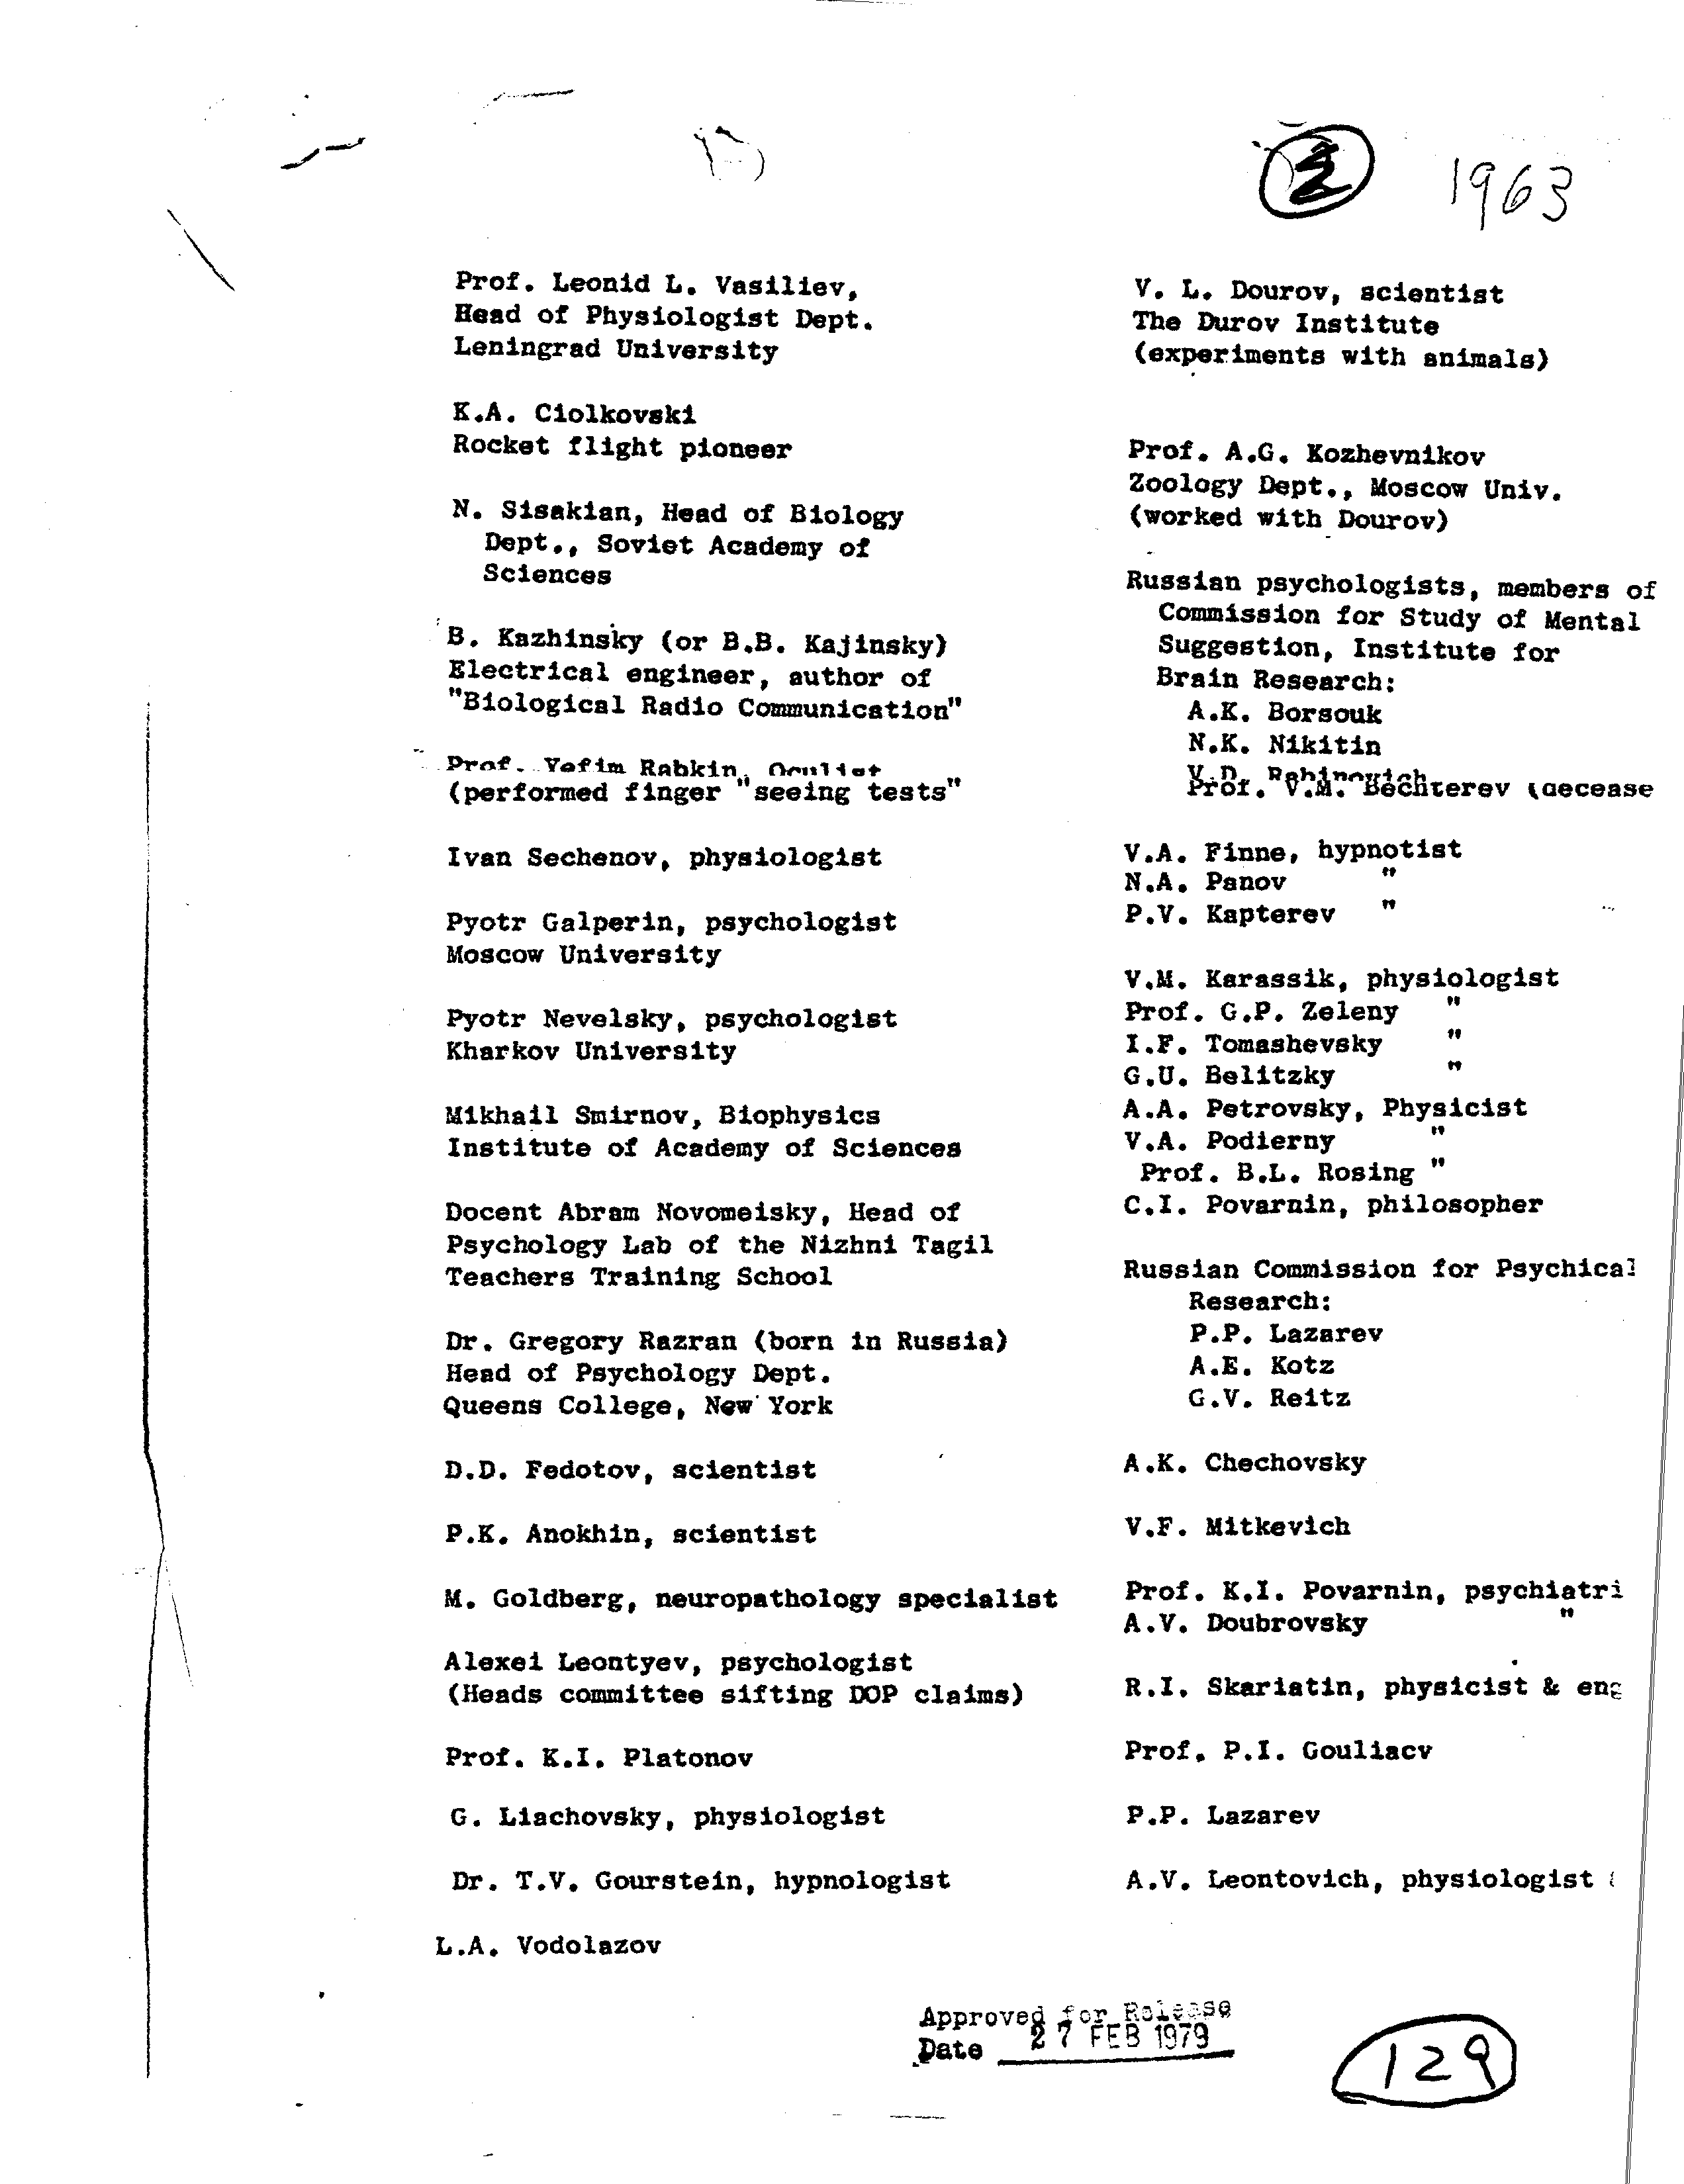 2
1963
Prof. Leonid L. Vasiliev,
Head of Physiologist Dept.
Leningrad University
K.A. Ciolkovski
Rocket flight pioneer
N. Sisakian, Head of Biology
Dept., Soviet Academy of
Sciences
B. Kazhinsky (or B.B. Kajinsky)
Electrical engineer, author of
"Biological Radio Communication"
Prof. Yefim Rabkin, Oculist
(performed finger "seeing tests"
Ivan Sechenov, physiologist
Pyotr Galperin, psychologist
Moscow University
Pyotr Nevelsky, psychologist
Kharkov University
Mikhail Smirnov, Biophysics
Institute of Academy of Sciences
Docent Abram Novomeisky, Head of
Psychology Lab of the Nizhni Tagil
Teachers Training School
Dr. Gregory Razran (born in Russia)
Head of Psychology Dept.
Queens College, New York
D.D. Fedotov, scientist
P.K. Anokhin, scientist
M. Goldberg, neuropathology specialist
Alexei Leontyev, psychologist
(Heads committee sifting DOP claims)
Prof. K.I. Platonov
G. Liachovsky, physiologist
Dr. T.V. Gourstein, hypnologist
L.A. Vodolazov
V. L. Dourov, scientist
The Durov Institute
(experiments with animals)
Prof. A.G. Kozhevnikov
Zoology Dept., Moscow Univ.
(worked with Dourov)
Russian psychologists, members of
Commission for Study of Mental
Suggestion, Institute for
Brain Research:
A.K. Borsouk
N.K. Nikitin
V.D. Rabinovich
Prof. V.M. Bechterev (decease
V.A. Finne, hypnotist
N.A. Panov "
P.V. Kapterev "
V.M. Karassik, physiologist
Prof. G.P. Zeleny "
I.F. Tomashevsky "
G.U. Belitzky "
A.A. Petrovsky, Physicist
V.A. Podierny "
Prof. B.L. Rosing "
C.I. Povarnin, philosopher
Russian Commission for Psychical
Research:
P.P. Lazarev
A.E. Kotz
G.V. Reitz
A.K. Chechovsky
V.F. Mitkevich
Prof. K.I. Povarnin, psychiatri
A.V. Doubrovsky "
R.I. Skariatin, physicist & eng
Prof. P.I. Gouliacv
P.P. Lazarev
A.V. Leontovich, physiologist
Approved for Release
Date 27 FEB 1979
129